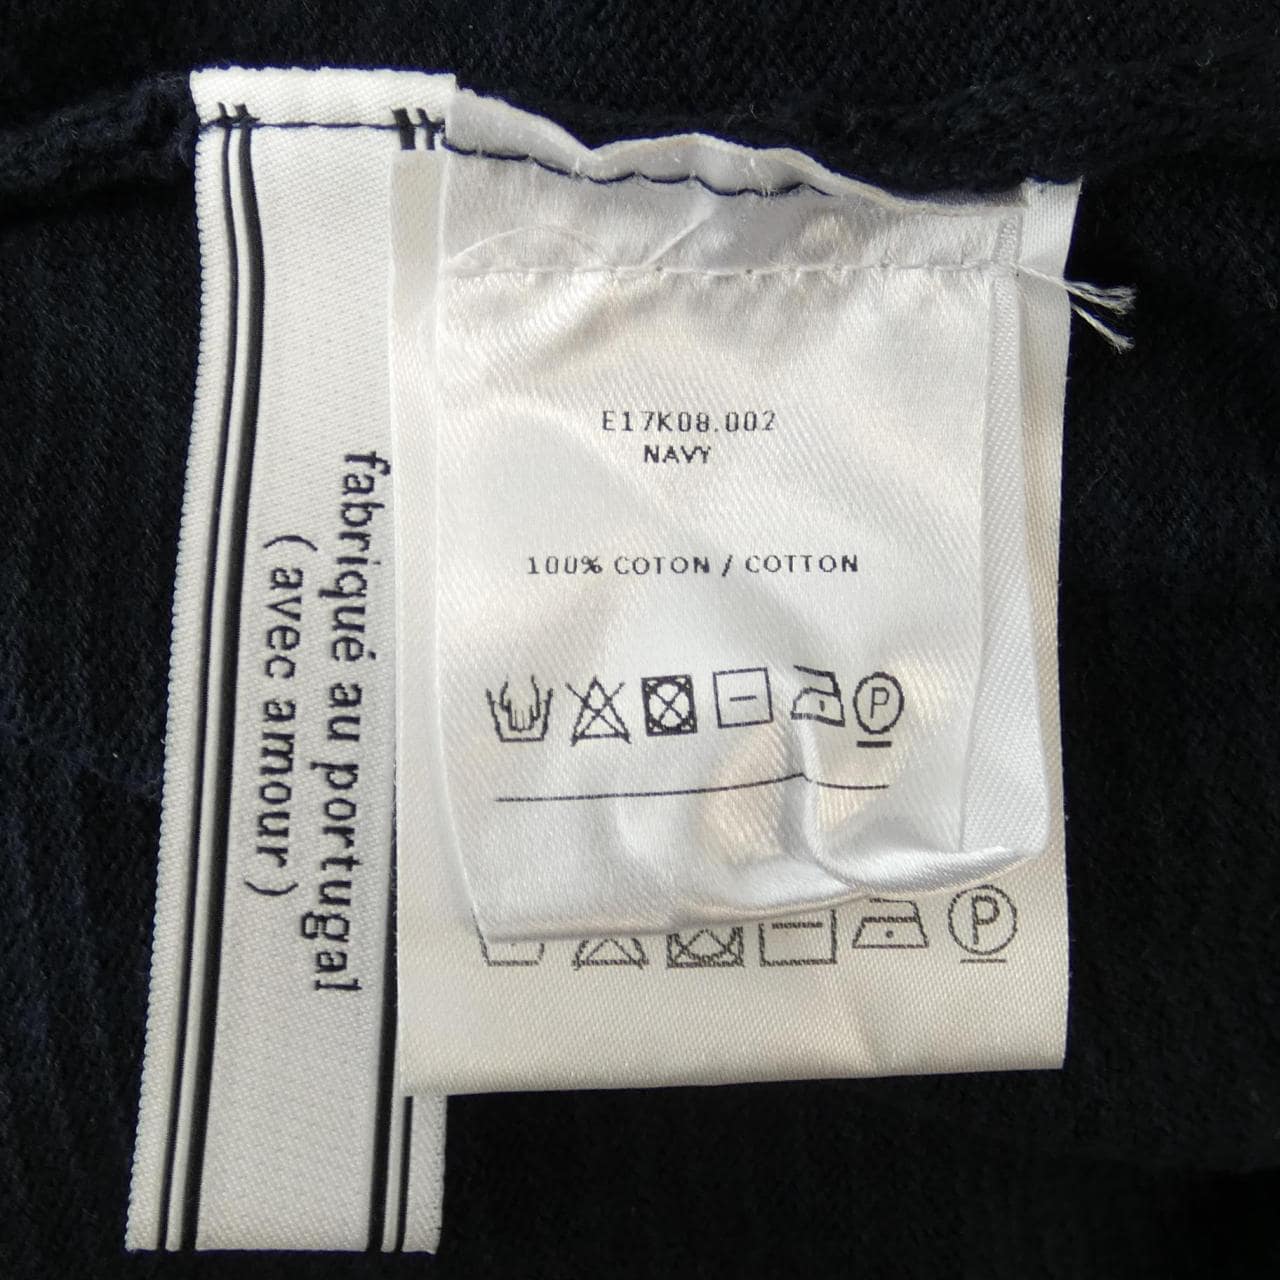 fabriqué au portugal
(avec amour)
E17K08.002
NAVY
100% COTON / COTTON
P
P